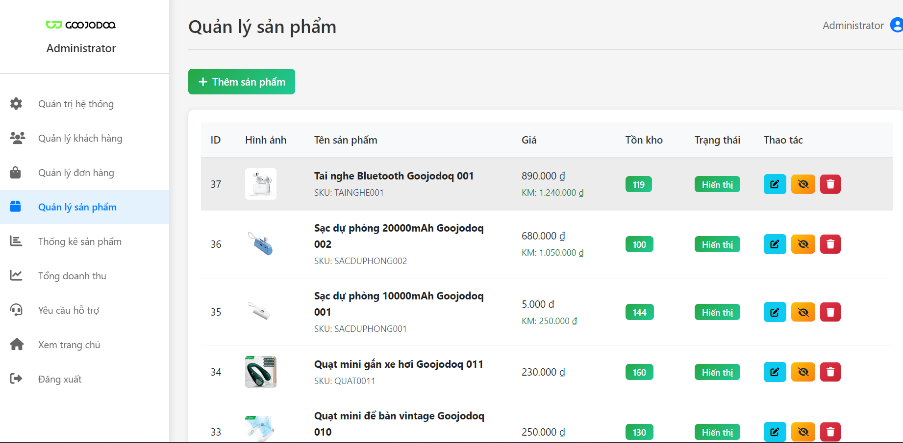 GOOJODOQ
Administrator
Quản trị hệ thống
Quản lý khách hàng
Quản lý đơn hàng
Quản lý sản phẩm
Thống kê sản phẩm
Tổng doanh thu
Yêu cầu hỗ trợ
Xem trang chủ
Đăng xuất
Quản lý sản phẩm
Administrator
+ Thêm sản phẩm
ID Hình ảnh Tên sản phẩm Giá Tồn kho Trạng thái Thao tác
37 Tai nghe Bluetooth Goojodoq 001 890.000 ₫ 119 Hiển thị
SKU: TAINGHE001 KM: 1.240.000 ₫
36 Sạc dự phòng 20000mAh Goojodoq 680.000 ₫ 100 Hiển thị
002 KM: 1.050.000 ₫
SKU: SACDUPHONG002
35 Sạc dự phòng 10000mAh Goojodoq 5.000 ₫ 144 Hiển thị
001 KM: 250.000 ₫
SKU: SACDUPHONG001
34 Quạt mini gắn xe hơi Goojodoq 011 230.000 ₫ 160 Hiển thị
SKU: QUAT0011
33 Quạt mini để bàn vintage Goojodoq 250.000 ₫ 130 Hiển thị
010